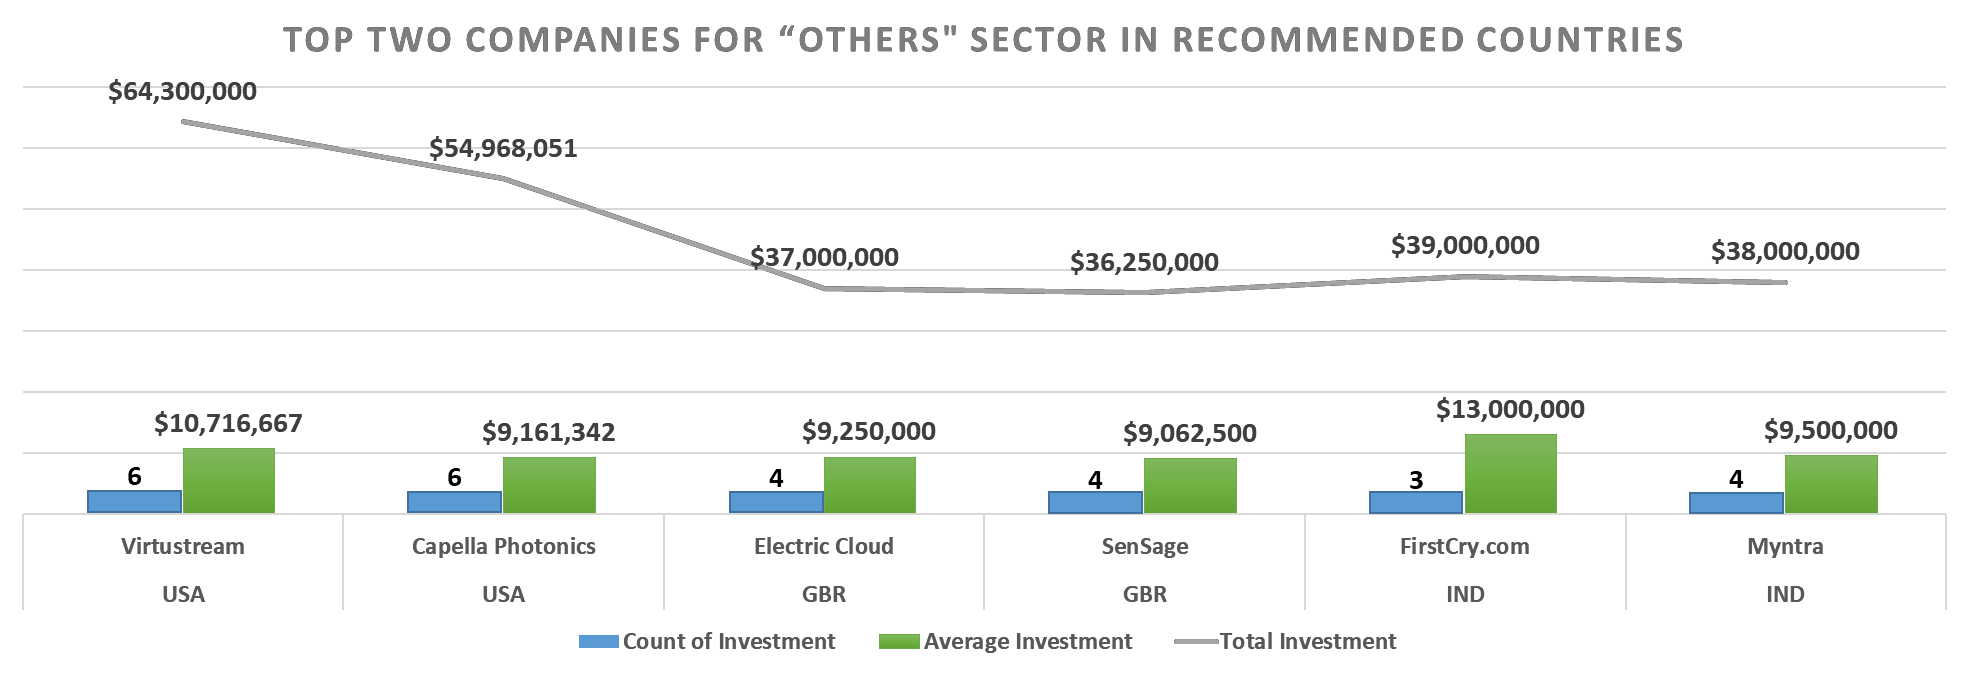 TOP TWO COMPANIES FOR “OTHERS" SECTOR IN RECOMMENDED COUNTRIES
$64,300,000
$54,968,051
$37,000,000
$36,250,000
$39,000,000
$38,000,000
$10,716,667
$9,161,342
$9,250,000
$9,062,500
$13,000,000
$9,500,000
6
6
4
4
3
4
Virtustream
Capella Photonics
Electric Cloud
SenSage
FirstCry.com
Myntra
USA
USA
GBR
GBR
IND
IND
Count of Investment
Average Investment
Total Investment